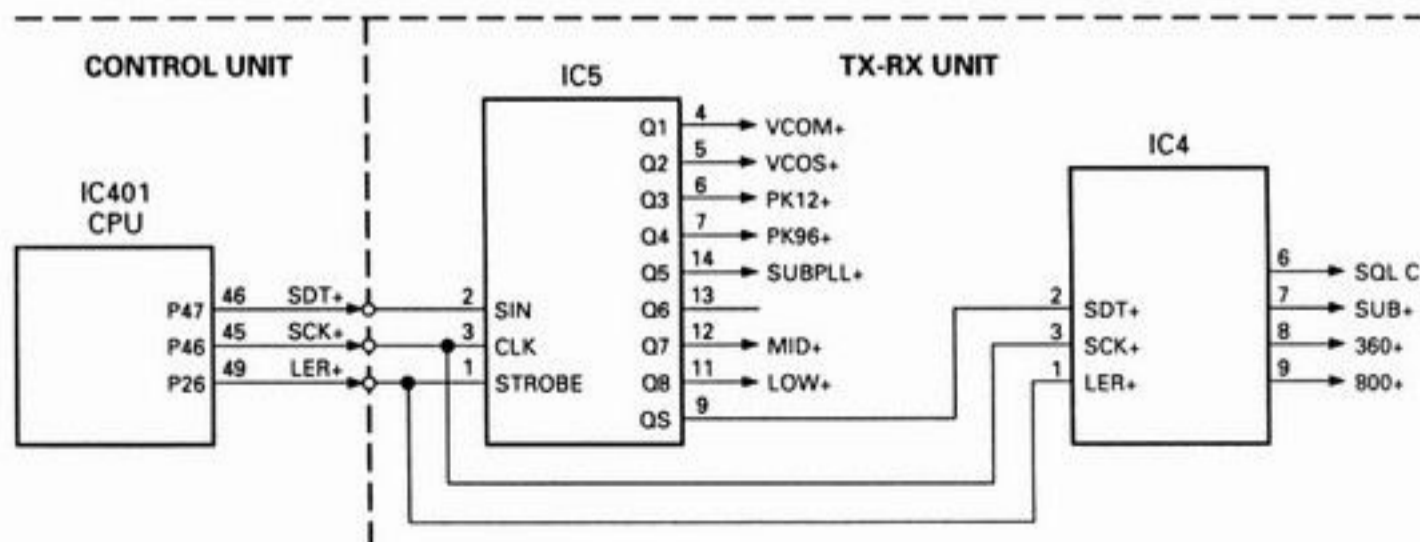 CONTROL UNIT
TX-RX UNIT
IC401
CPU
P47 46 SDT+
P46 45 SCK+
P26 49 LER+
IC5
2 SIN
3 CLK
1 STROBE
Q1 4 VCOM+
Q2 5 VCOS+
Q3 6 PK12+
Q4 7 PK96+
Q5 14 SUBPLL+
Q6 13
Q7 12 MID+
Q8 11 LOW+
QS 9
IC4
2 SDT+
3 SCK+
1 LER+
6 SQL C
7 SUB+
8 360+
9 800+